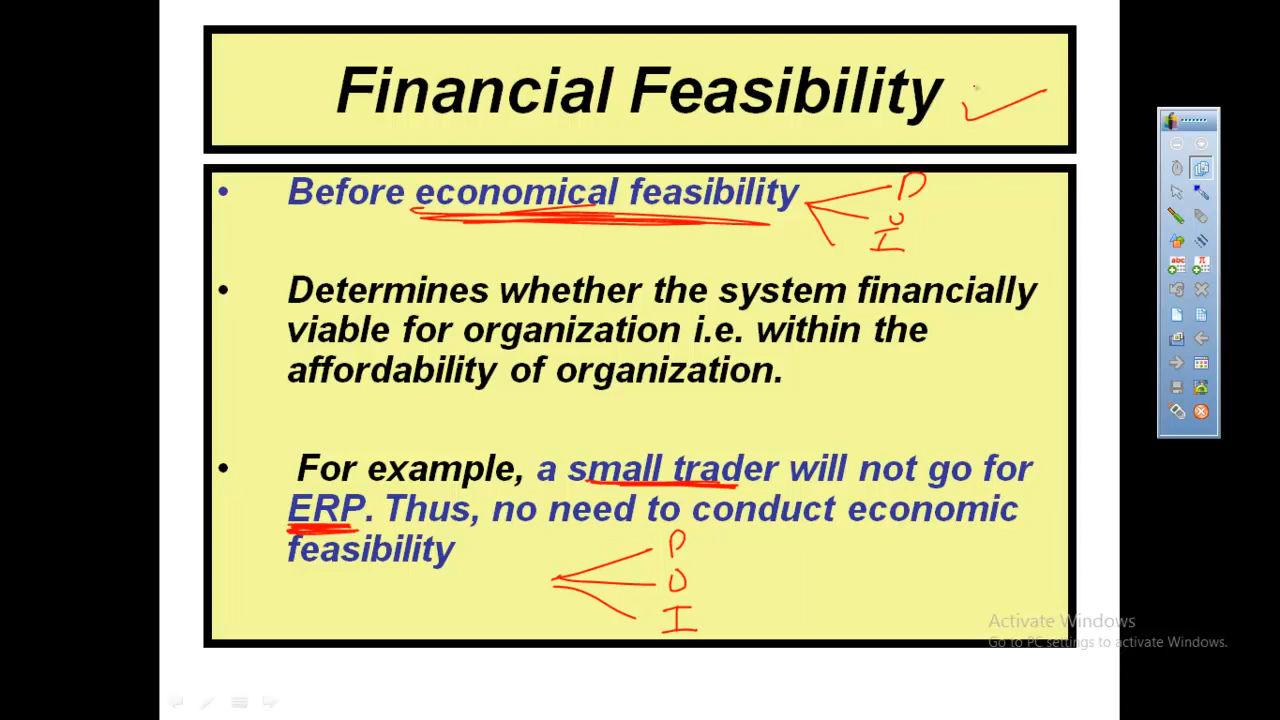 Financial Feasibility
• Before economical feasibility
D
O
I
• Determines whether the system financially
viable for organization i.e. within the
affordability of organization.
• For example, a small trader will not go for
ERP. Thus, no need to conduct economic
feasibility
D
O
I
Activate Windows
Go to PC settings to activate Windows.